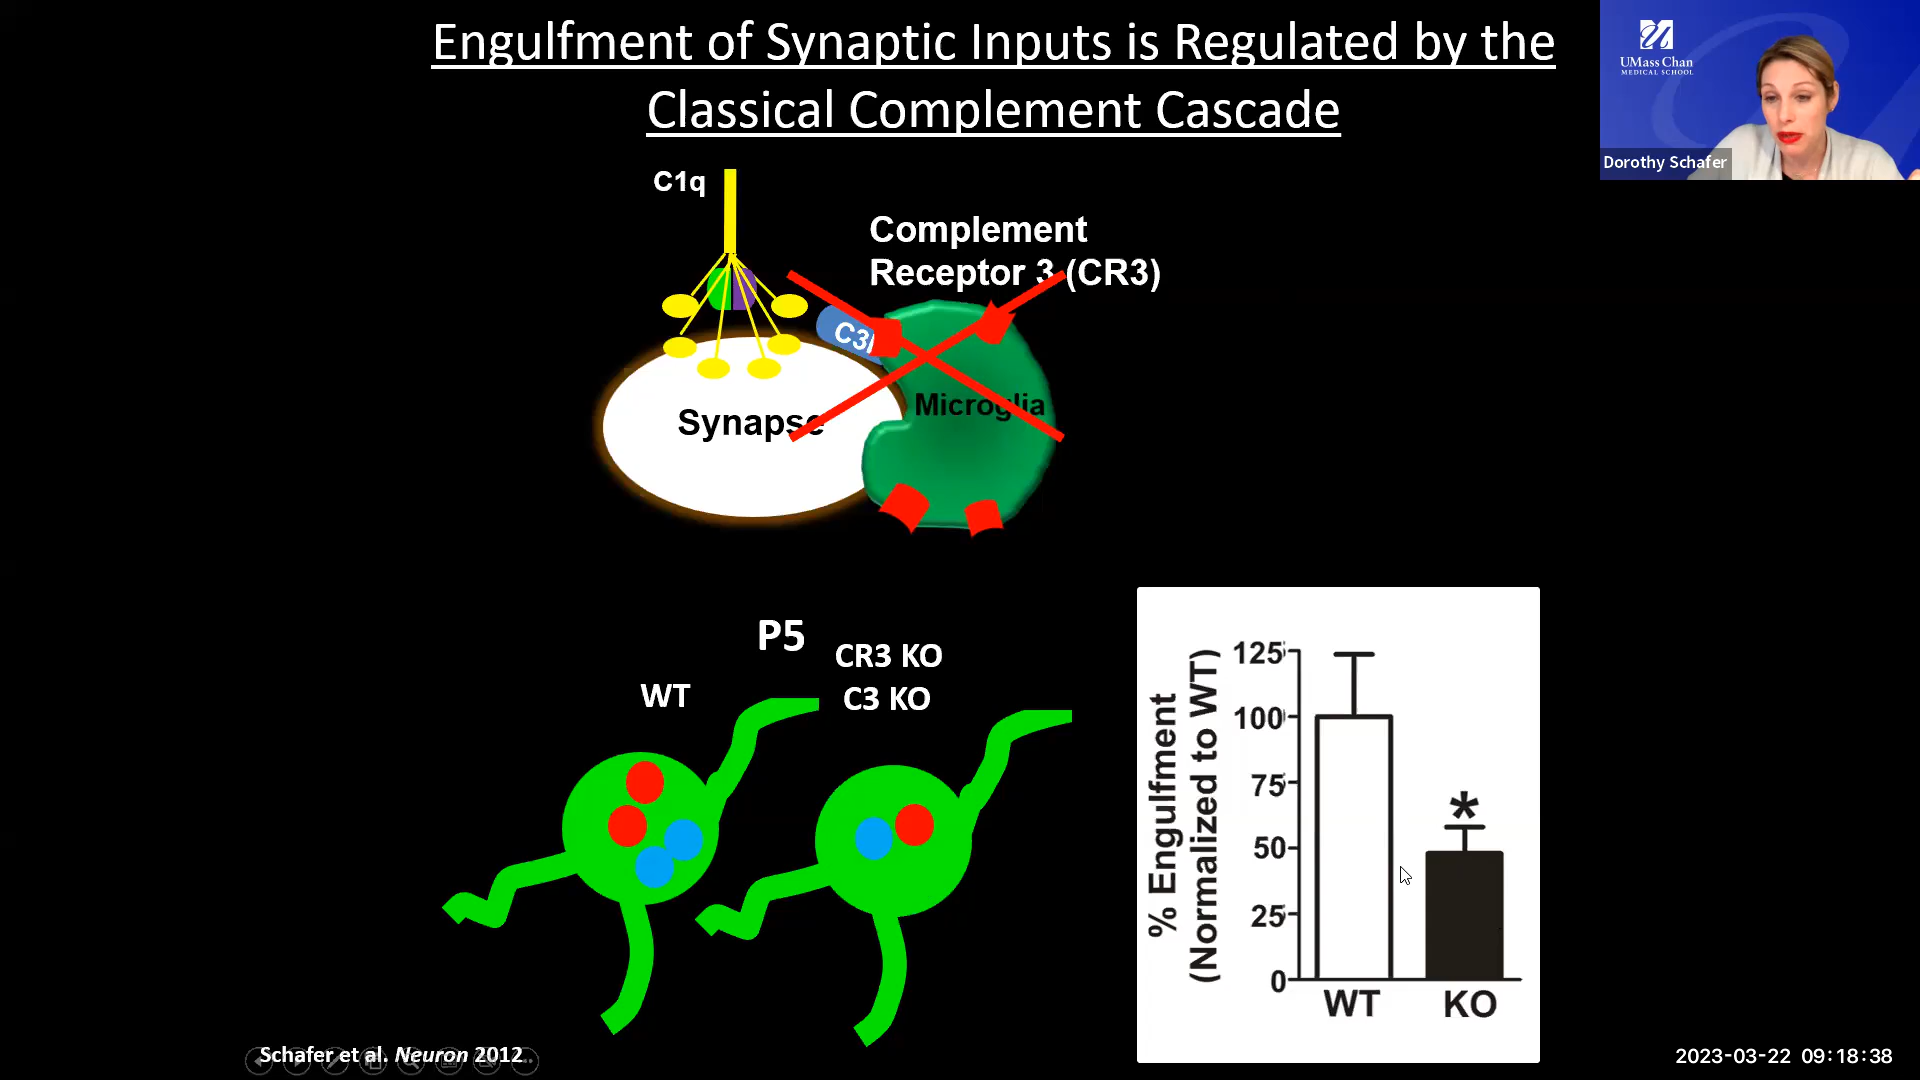 Engulfment of Synaptic Inputs is Regulated by the
Classical Complement Cascade
UMass Chan
MEDICAL SCHOOL
Dorothy Schafer
C1q
Complement
Receptor 3 (CR3)
C3
Synapse
Microglia
P5
WT
CR3 KO
C3 KO
% Engulfment
(Normalized to WT)
125
100
75
50
25
0
*
WT
KO
Schafer et al. Neuron 2012
2023-03-22 09:18:38